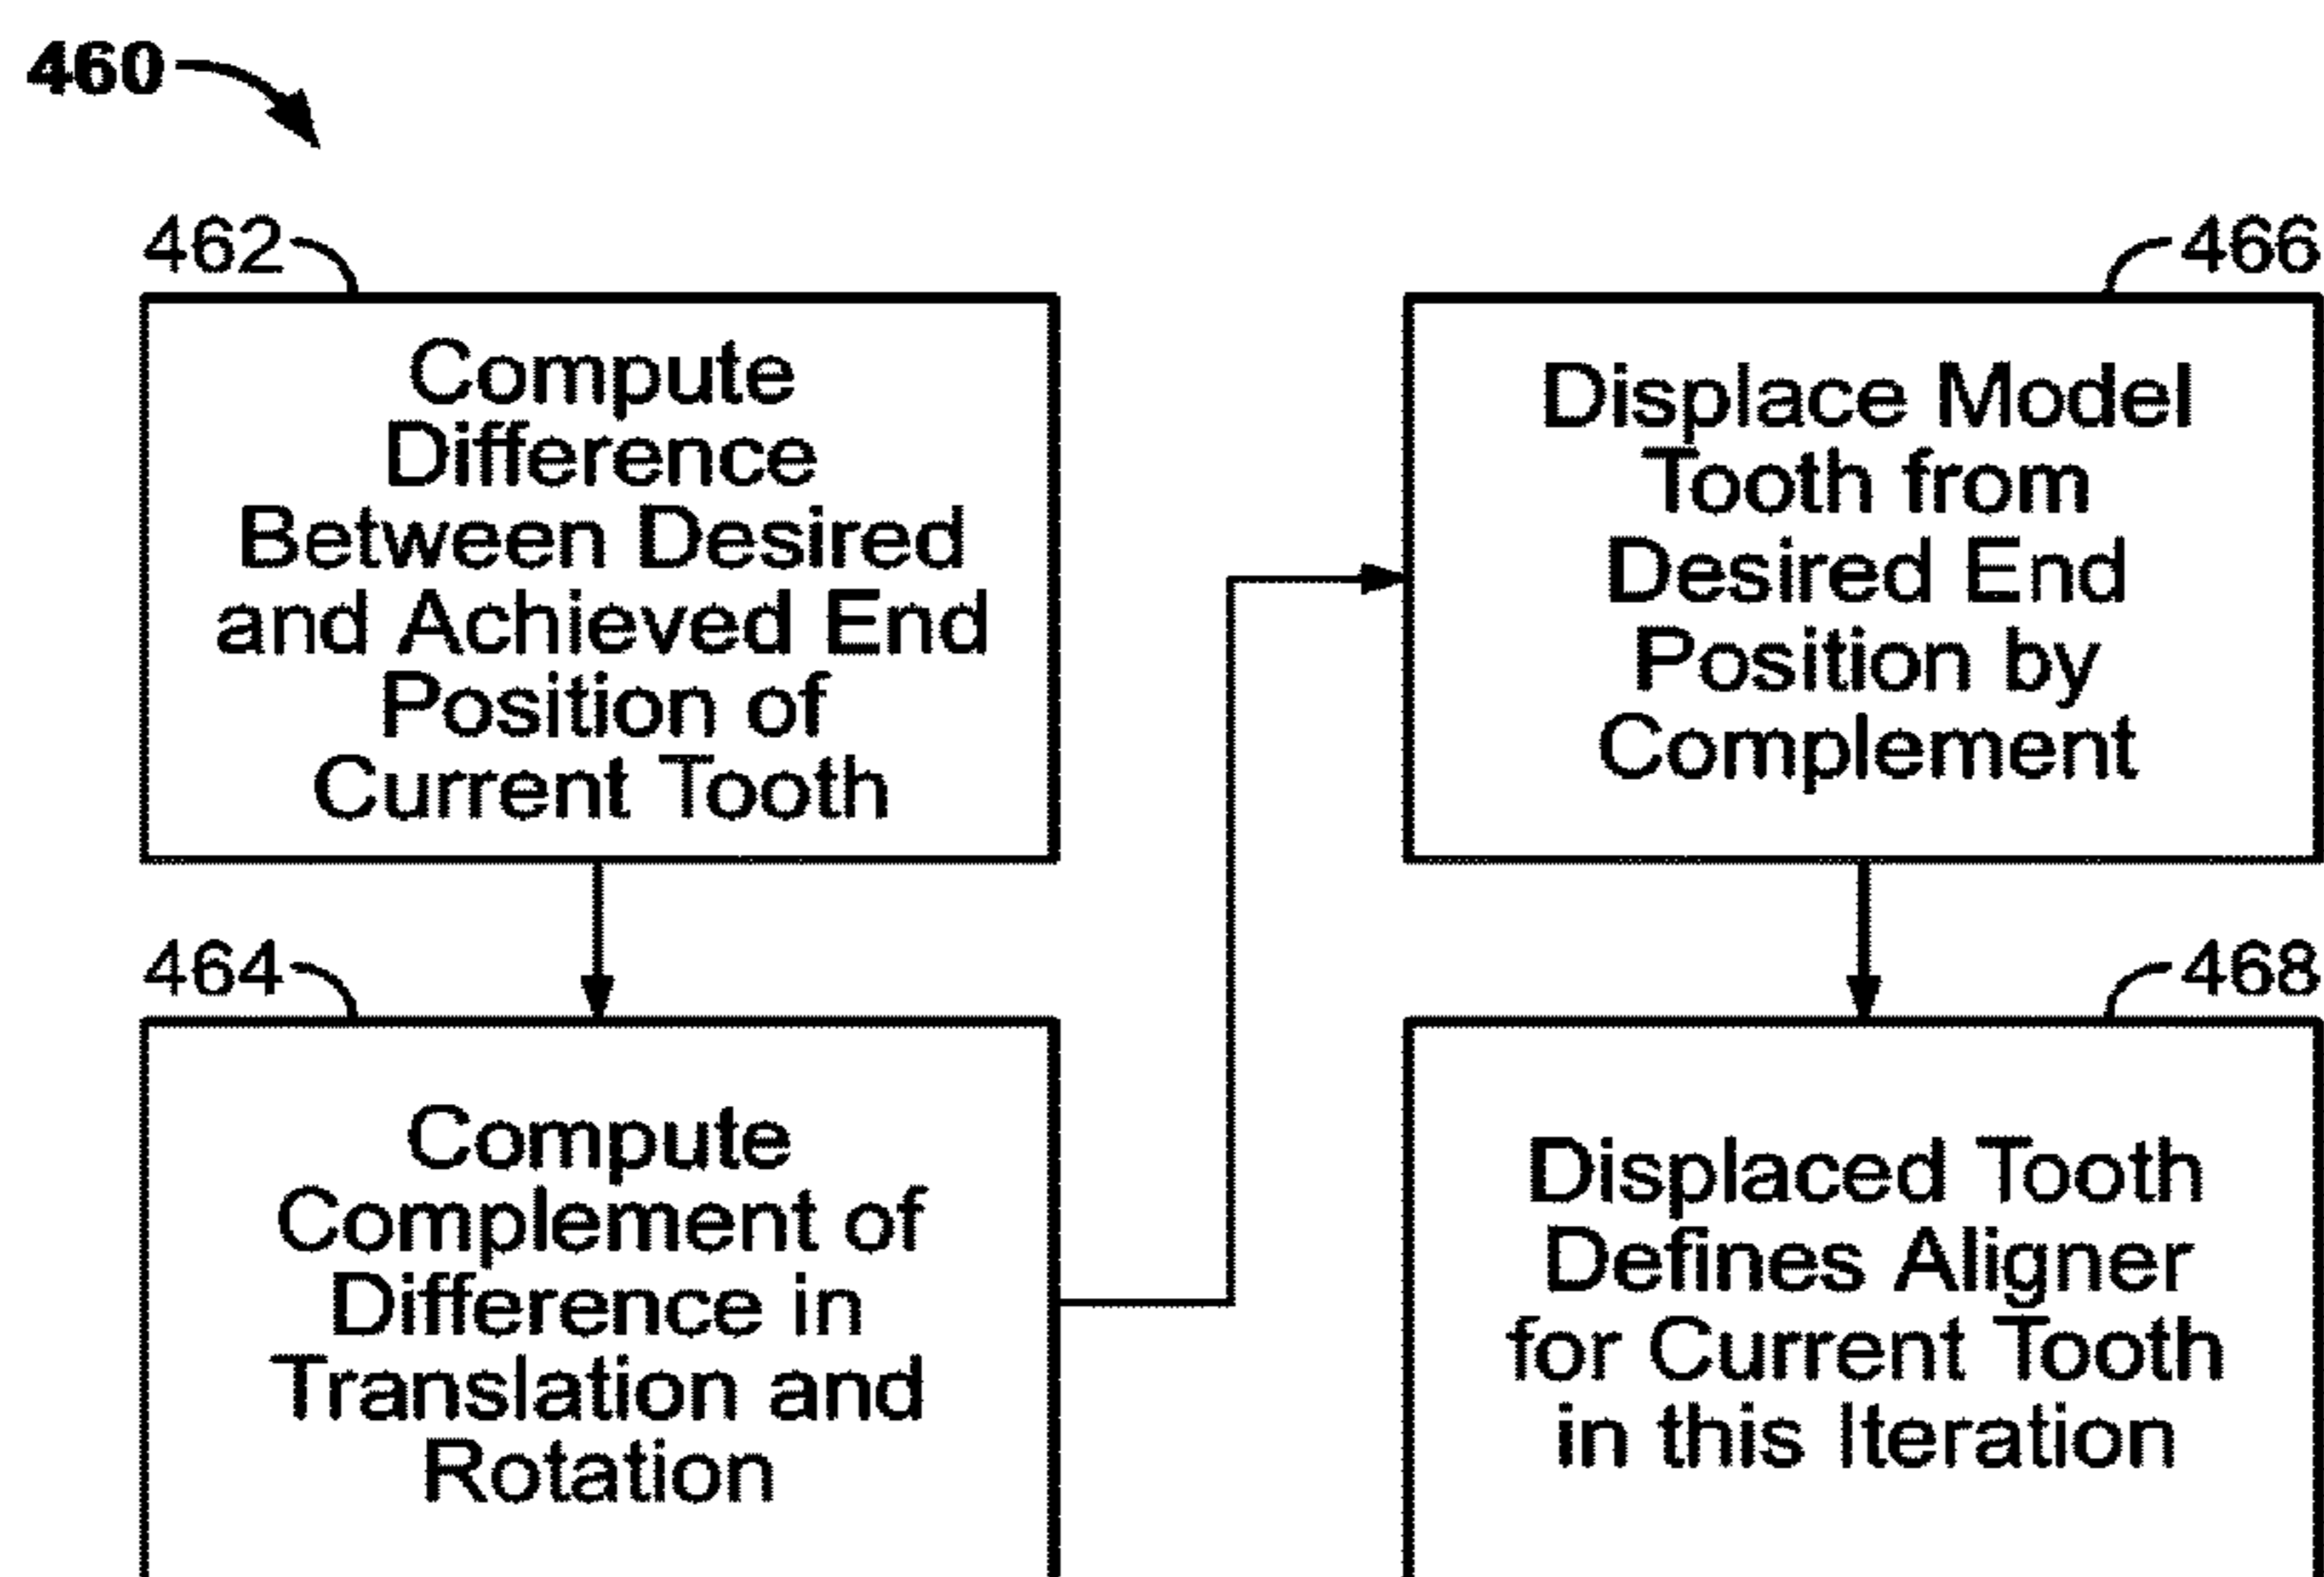 460
462
Compute
Difference
Between Desired
and Achieved End
Position of
Current Tooth
464
Compute
Complement of
Difference in
Translation and
Rotation
466
Displace Model
Tooth from
Desired End
Position by
Complement
468
Displaced Tooth
Defines Aligner
for Current Tooth
in this Iteration